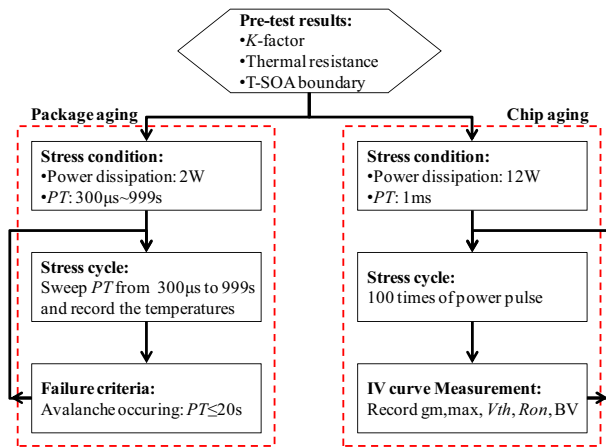 Pre-test results:
•K-factor
•Thermal resistance
•T-SOA boundary
Package aging
Chip aging
Stress condition:
•Power dissipation: 2W
•PT: 300μs~999s
Stress condition:
•Power dissipation: 12W
•PT: 1ms
Stress cycle:
Sweep PT from 300μs to 999s
and record the temperatures
Stress cycle:
100 times of power pulse
Failure criteria:
Avalanche occuring: PT≤20s
IV curve Measurement:
Record gm,max, Vth, Ron, BV